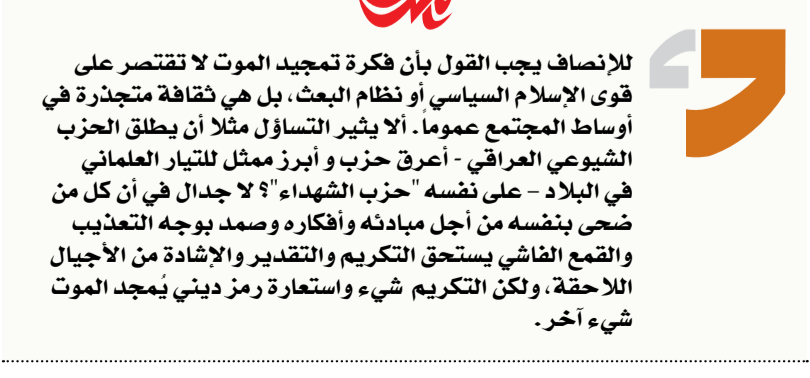 للإنصاف يجب القول بأن فكرة تمجيد الموت لا تقتصر على
قوى الإسلام السياسي أو نظام البعث، بل هي ثقافة متجذرة في
أوساط المجتمع عموماً. ألا يثير التساؤل مثلا أن يطلق الحزب
الشيوعي العراقي - أعرق حزب و أبرز ممثل للتيار العلماني
في البلاد – على نفسه "حزب الشهداء"؟ لا جدال في أن كل من
ضحى بنفسه من أجل مبادئه وأفكاره وصمد بوجه التعذيب
والقمع الفاشي يستحق التكريم والتقدير والإشادة من الأجيال
اللاحقة، ولكن التكريم شيء واستعارة رمز ديني يُمجد الموت
شيء آخر.